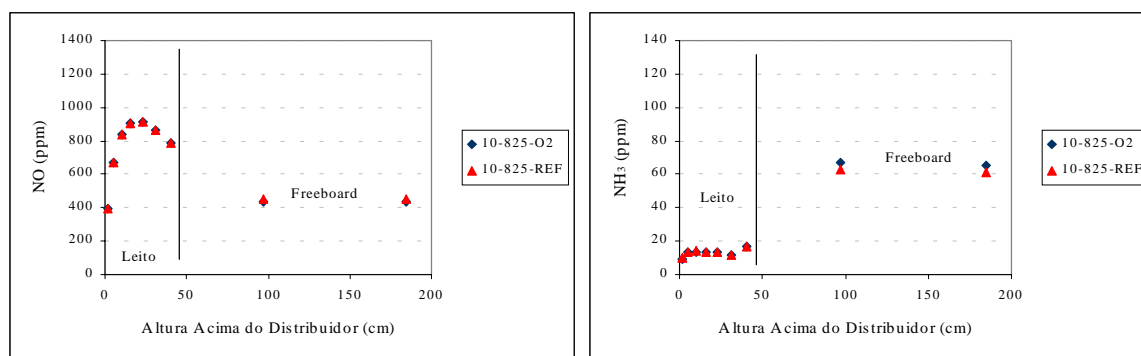 NO (ppm)
1400
1200
1000
800
600
400
200
0
Leito
Freeboard
0
50
100
150
200
Altura Acima do Distribuidor (cm)
10-825-O2
10-825-REF
NH3 (ppm)
140
120
100
80
60
40
20
0
Leito
Freeboard
0
50
100
150
200
Altura Acima do Distribuidor (cm)
10-825-O2
10-825-REF